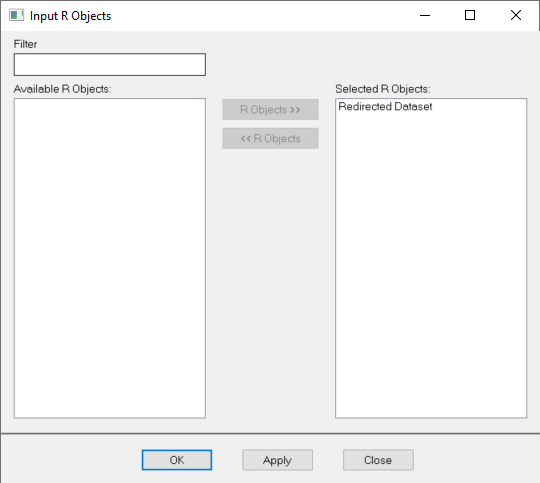 Input R Objects
Filter
Available R Objects:
R Objects >>
<< R Objects
Selected R Objects:
Redirected Dataset
OK
Apply
Close